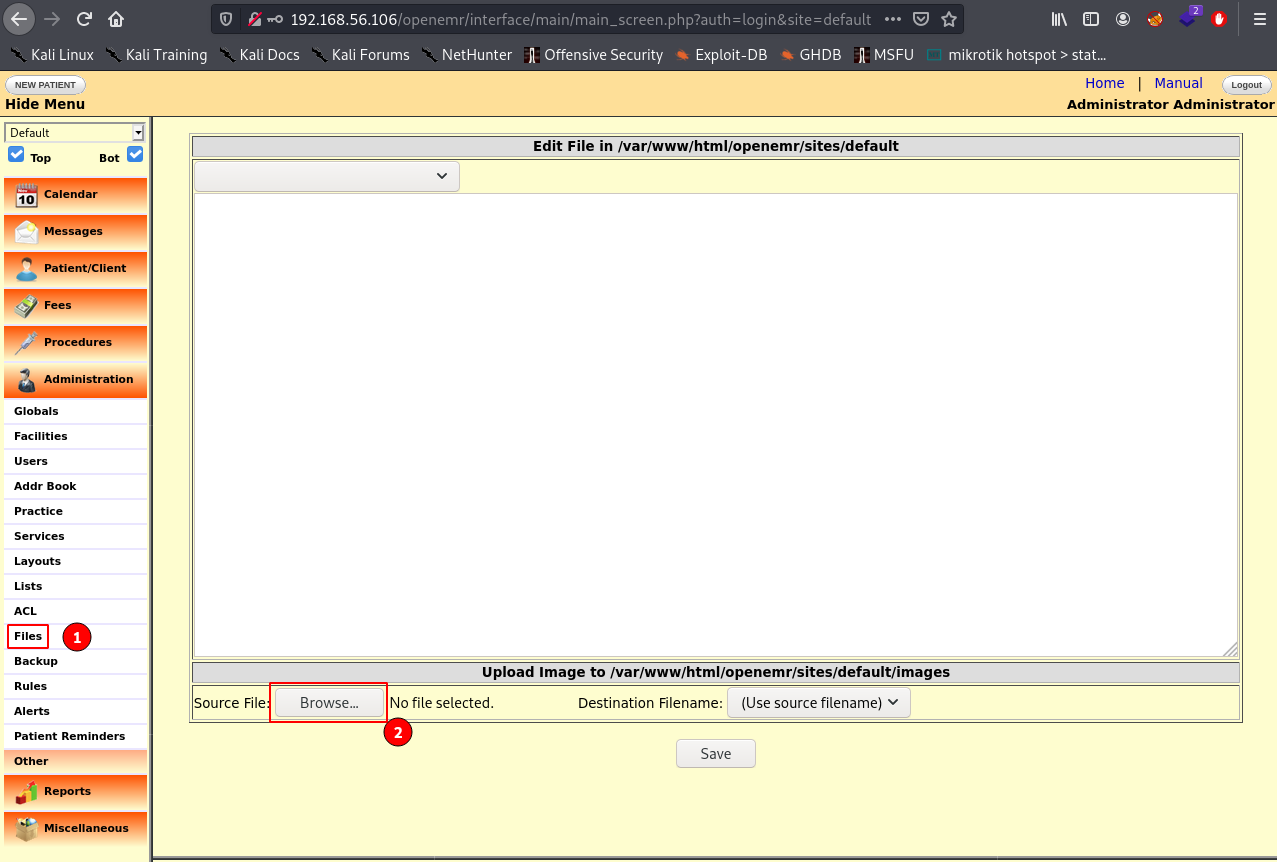 192.168.56.106/openemr/interface/main/main_screen.php?auth=login&site=default
2
Kali Linux Kali Training Kali Docs Kali Forums NetHunter Offensive Security Exploit-DB GHDB MSFU mikrotik hotspot > stat...
NEW PATIENT Home | Manual Logout
Hide Menu Administrator Administrator
Default
Top Bot
Edit File in /var/www/html/openemr/sites/default
10 Calendar
Messages
Patient/Client
Fees
Procedures
Administration
Globals
Facilities
Users
Addr Book
Practice
Services
Layouts
Lists
ACL
Files 1
Backup
Rules
Alerts
Patient Reminders
Other
Reports
Miscellaneous
Upload Image to /var/www/html/openemr/sites/default/images
Source File: Browse... No file selected. Destination Filename: (Use source filename)
2
Save